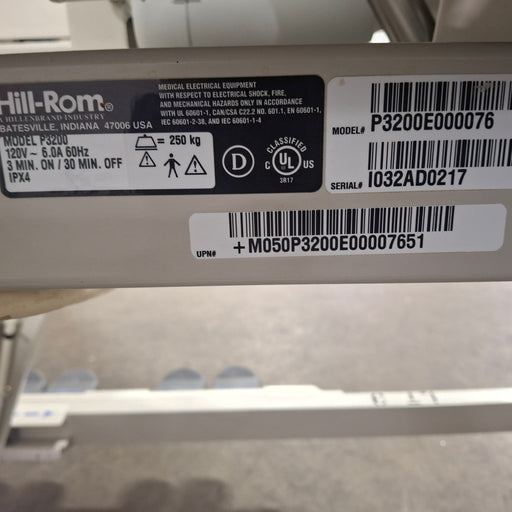 Hill-Rom®
A HILLENBRAND INDUSTRY
BATESVILLE, INDIANA 47006 USA
MEDICAL ELECTRICAL EQUIPMENT
WITH RESPECT TO ELECTRICAL SHOCK, FIRE,
AND MECHANICAL HAZARDS ONLY IN ACCORDANCE
WITH UL 60601-1, CAN/CSA C22.2 NO. 601.1, EN 60601-1,
IEC 60601-2-38, AND IEC 60601-1-4
MODEL P3200
120V ~ 6.0A 60Hz
3 MIN. ON / 30 MIN. OFF
IPX4
= 250 kg
D
CLASSIFIED
C UL US
3817
MODEL# P3200E000076
SERIAL# I032AD0217
UPN# +M050P3200E00007651